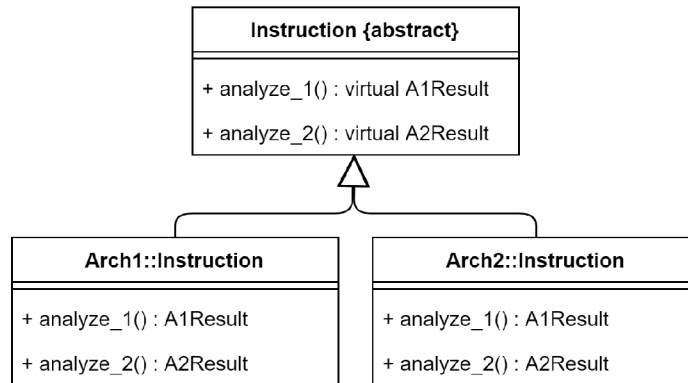 Instruction {abstract}
+ analyze_1() : virtual A1Result
+ analyze_2() : virtual A2Result
Arch1::Instruction
+ analyze_1() : A1Result
+ analyze_2() : A2Result
Arch2::Instruction
+ analyze_1() : A1Result
+ analyze_2() : A2Result